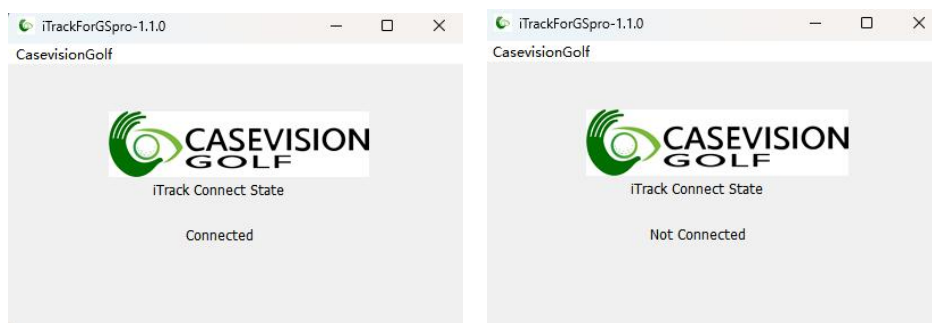 iTrackForGSpro-1.1.0
CasevisionGolf
CASEVISION
GOLF
iTrack Connect State
Connected
iTrackForGSpro-1.1.0
CasevisionGolf
CASEVISION
GOLF
iTrack Connect State
Not Connected